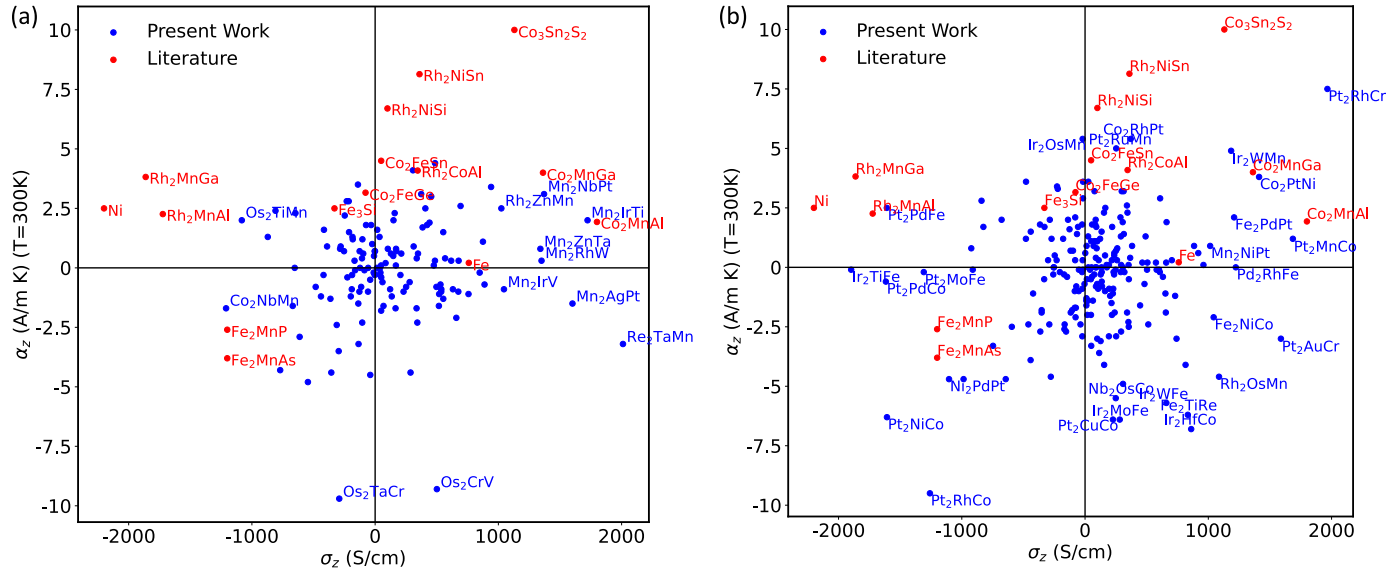 (a)
10
7.5
5
2.5
0
-2.5
-5
-7.5
-10
α_z (A/m K) (T=300K)
-2000
-1000
0
1000
2000
σ_z (S/cm)
Present Work
Literature
Co₃Sn₂S₂
Rh₂NiSn
Rh₂NiSi
Co₂FeSn
Rh₂CoAl
Co₂MnGa
Rh₂MnGa
Co₂FeGe
Mn₂NbPt
Ni
Rh₂MnAl
Os₂TiMn
Fe₃Si
Rh₂ZnMn
Mn₂IrTi
Co₂MnAl
Mn₂ZnTa
Mn₂RhW
Fe
Mn₂IrV
Mn₂AgPt
Co₂NbMn
Fe₂MnP
Re₂TaMn
Fe₂MnAs
Os₂TaCr
Os₂CrV
(b)
10
7.5
5
2.5
0
-2.5
-5
-7.5
-10
α_z (A/m K) (T=300K)
-2000
-1000
0
1000
2000
σ_z (S/cm)
Present Work
Literature
Co₃Sn₂S₂
Rh₂NiSn
Pt₂RhCr
Rh₂NiSi
Co₂RhPt
Ir₂OsMn
Pt₂RuMn
Ir₂WMn
Co₂FeSn
Rh₂CoAl
Co₂MnGa
Rh₂MnGa
Co₂PtNi
Co₂FeGe
Ni
Rh₂MnAl
Pt₂PdFe
Fe₃Si
Fe₂PdPt
Co₂MnAl
Pt₂MnCo
Fe
Mn₂NiPt
Ir₂TiFe
Pt₂MoFe
Pd₂RhFe
Pt₂PdCo
Fe₂MnP
Fe₂NiCo
Fe₂MnAs
Pt₂AuCr
Ni₂PdPt
Nb₂OsCo
Rh₂OsMn
Ir₂WFe
Fe₂TiRe
Pt₂NiCo
Ir₂MoFe
Pt₂CuCo
Ir₂HfCo
Pt₂RhCo